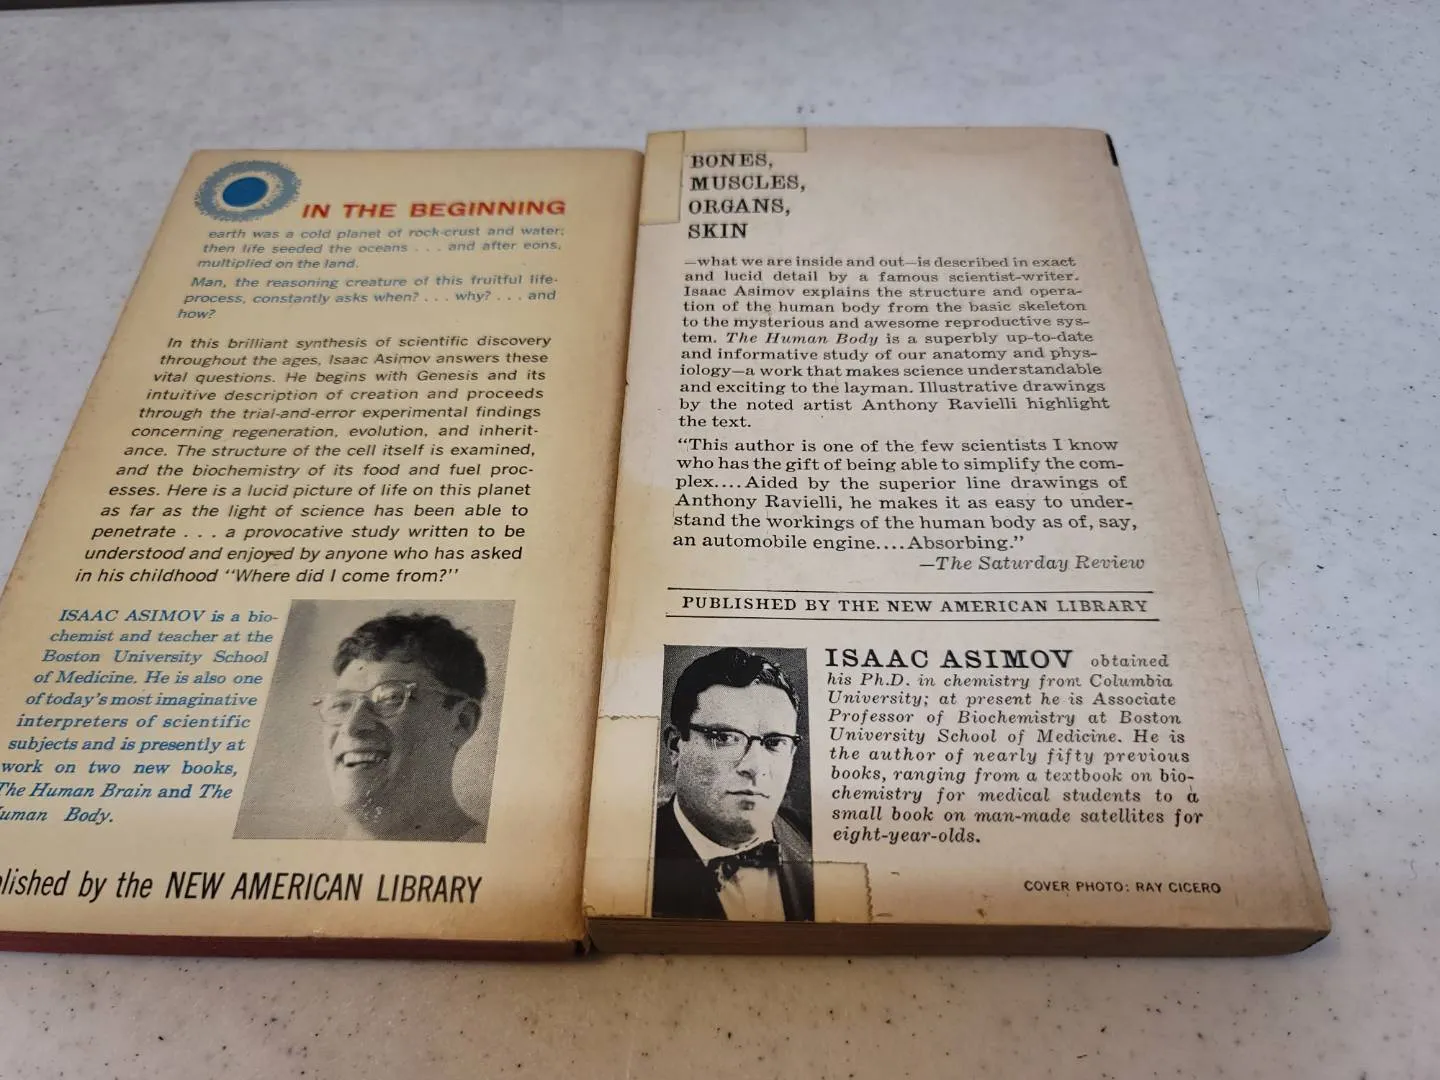 IN THE BEGINNING
earth was a cold planet of rock-crust and water;
then life seeded the oceans . . . and after eons,
multiplied on the land.
Man, the reasoning creature of this fruitful life-
process, constantly asks when? . . . why? . . . and
how?
In this brilliant synthesis of scientific discovery
throughout the ages, Isaac Asimov answers these
vital questions. He begins with Genesis and its
intuitive description of creation and proceeds
through the trial-and-error experimental findings
concerning regeneration, evolution, and inherit-
ance. The structure of the cell itself is examined,
and the biochemistry of its food and fuel proc-
esses. Here is a lucid picture of life on this planet
as far as the light of science has been able to
penetrate . . . a provocative study written to be
understood and enjoyed by anyone who has asked
in his childhood "Where did I come from?"
ISAAC ASIMOV is a bio-
chemist and teacher at the
Boston University School
of Medicine. He is also one
of today's most imaginative
interpreters of scientific
subjects and is presently at
work on two new books,
The Human Brain and The
uman Body.
lished by the NEW AMERICAN LIBRARY
BONES,
MUSCLES,
ORGANS,
SKIN
—what we are inside and out—is described in exact
and lucid detail by a famous scientist-writer.
Isaac Asimov explains the structure and opera-
tion of the human body from the basic skeleton
to the mysterious and awesome reproductive sys-
tem. The Human Body is a superbly up-to-date
and informative study of our anatomy and phys-
iology—a work that makes science understandable
and exciting to the layman. Illustrative drawings
by the noted artist Anthony Ravielli highlight
the text.
"This author is one of the few scientists I know
who has the gift of being able to simplify the com-
plex.... Aided by the superior line drawings of
Anthony Ravielli, he makes it as easy to under-
stand the workings of the human body as of, say,
an automobile engine.... Absorbing."
—The Saturday Review
PUBLISHED BY THE NEW AMERICAN LIBRARY
ISAAC ASIMOV obtained
his Ph.D. in chemistry from Columbia
University; at present he is Associate
Professor of Biochemistry at Boston
University School of Medicine. He is
the author of nearly fifty previous
books, ranging from a textbook on bio-
chemistry for medical students to a
small book on man-made satellites for
eight-year-olds.
COVER PHOTO: RAY CICERO